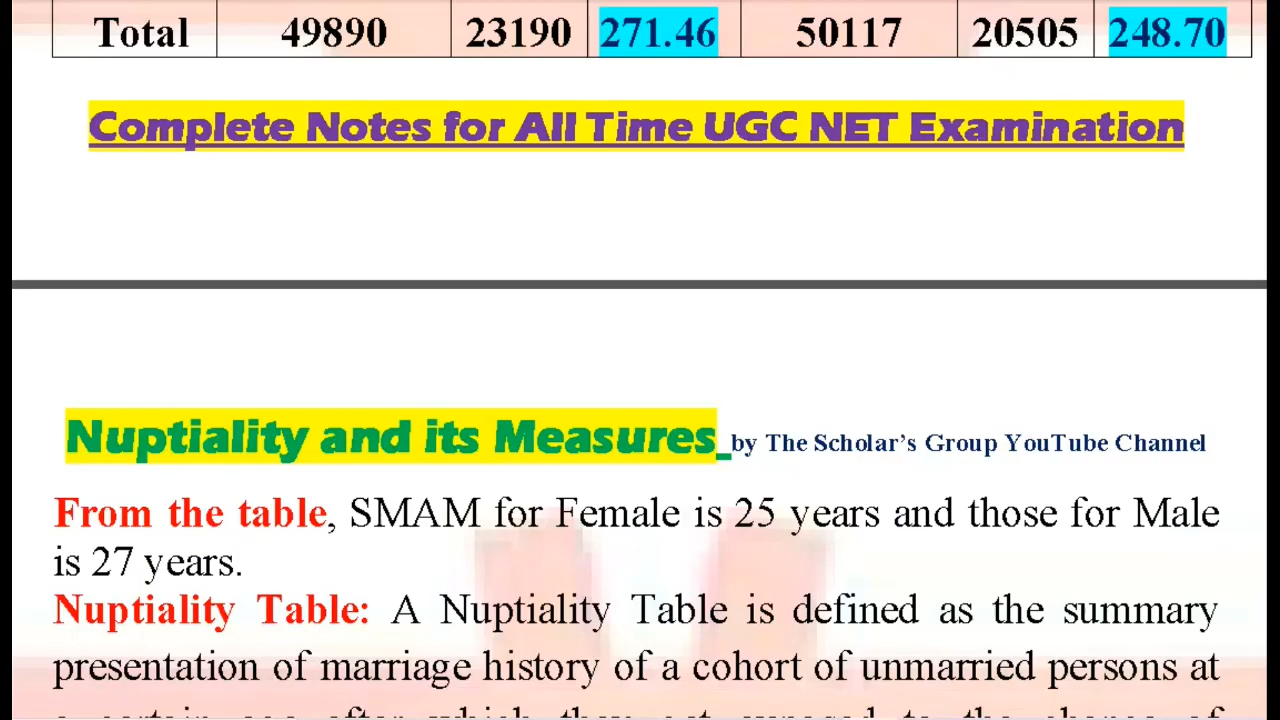 Total 49890 23190 271.46 50117 20505 248.70
Complete Notes for All Time UGC NET Examination
Nuptiality and its Measures by The Scholar’s Group YouTube Channel
From the table, SMAM for Female is 25 years and those for Male
is 27 years.
Nuptiality Table: A Nuptiality Table is defined as the summary
presentation of marriage history of a cohort of unmarried persons at